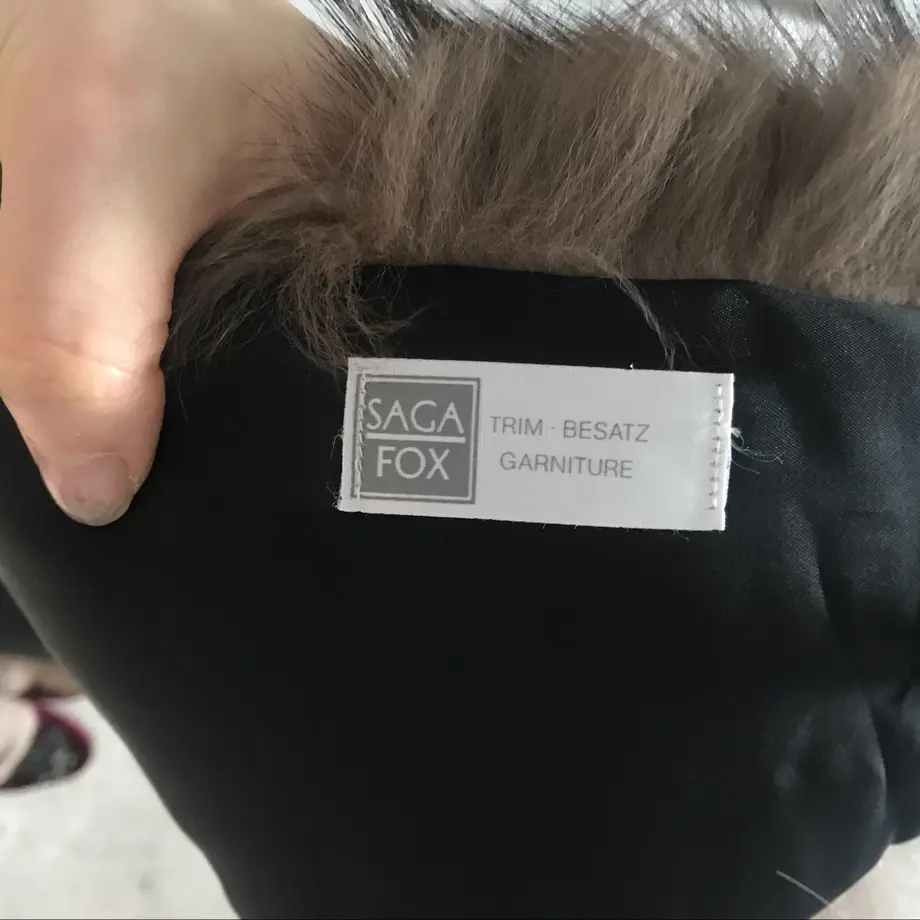 SAGA
FOX
TRIM · BESATZ
GARNITURE